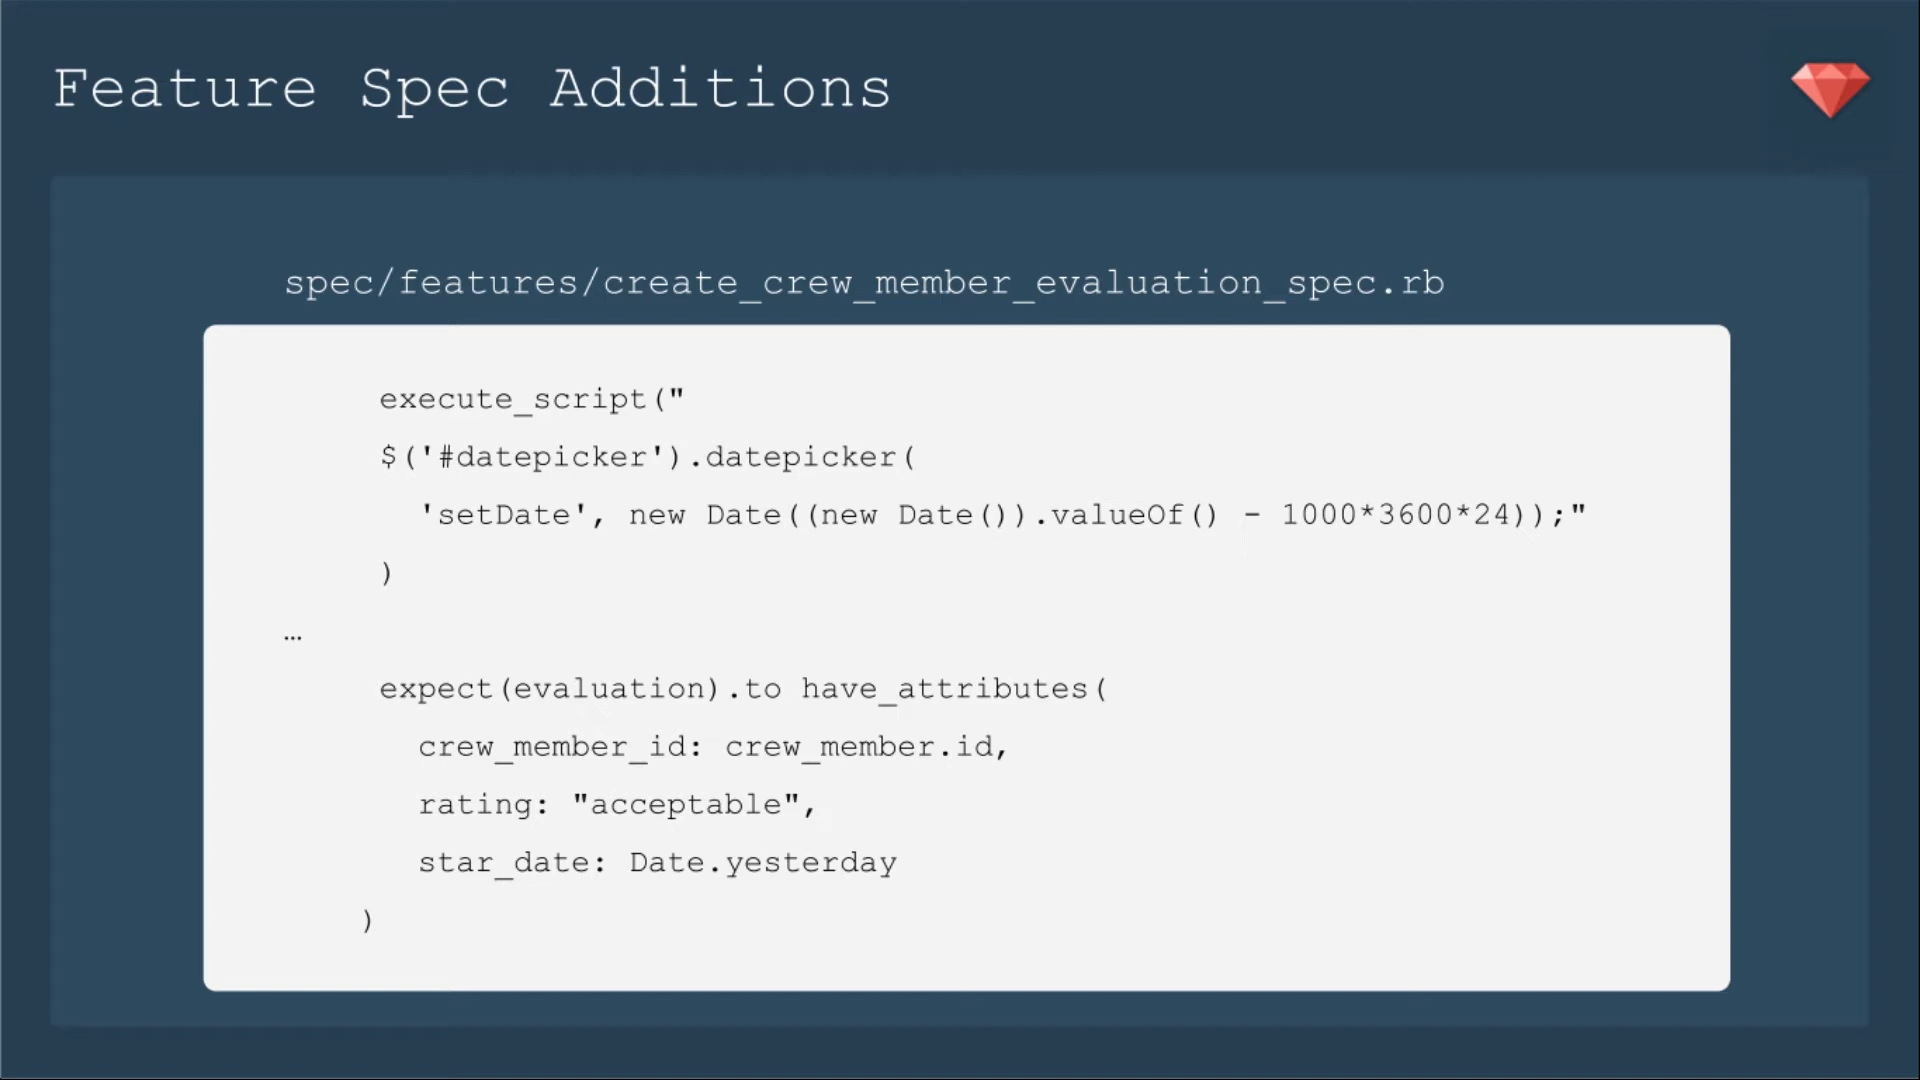 Feature Spec Additions
spec/features/create_crew_member_evaluation_spec.rb
execute_script("
$('#datepicker').datepicker(
'setDate', new Date((new Date()).valueOf() - 1000*3600*24));"
)
…
expect(evaluation).to have_attributes(
crew_member_id: crew_member.id,
rating: "acceptable",
star_date: Date.yesterday
)